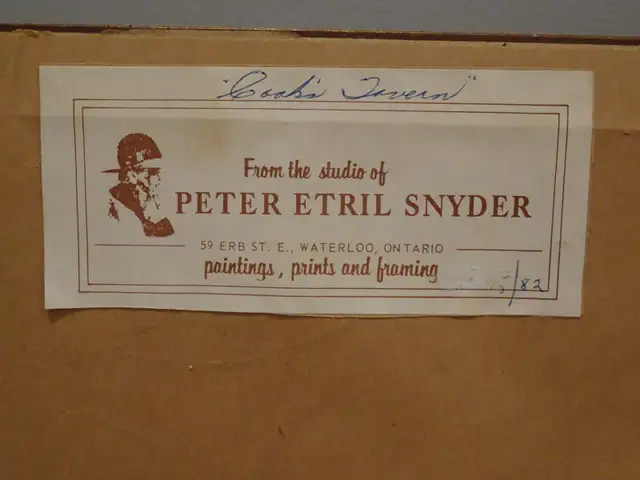 "Cook's Tavern"
From the studio of
PETER ETRIL SNYDER
59 ERB ST. E., WATERLOO, ONTARIO
paintings, prints and framing
/82